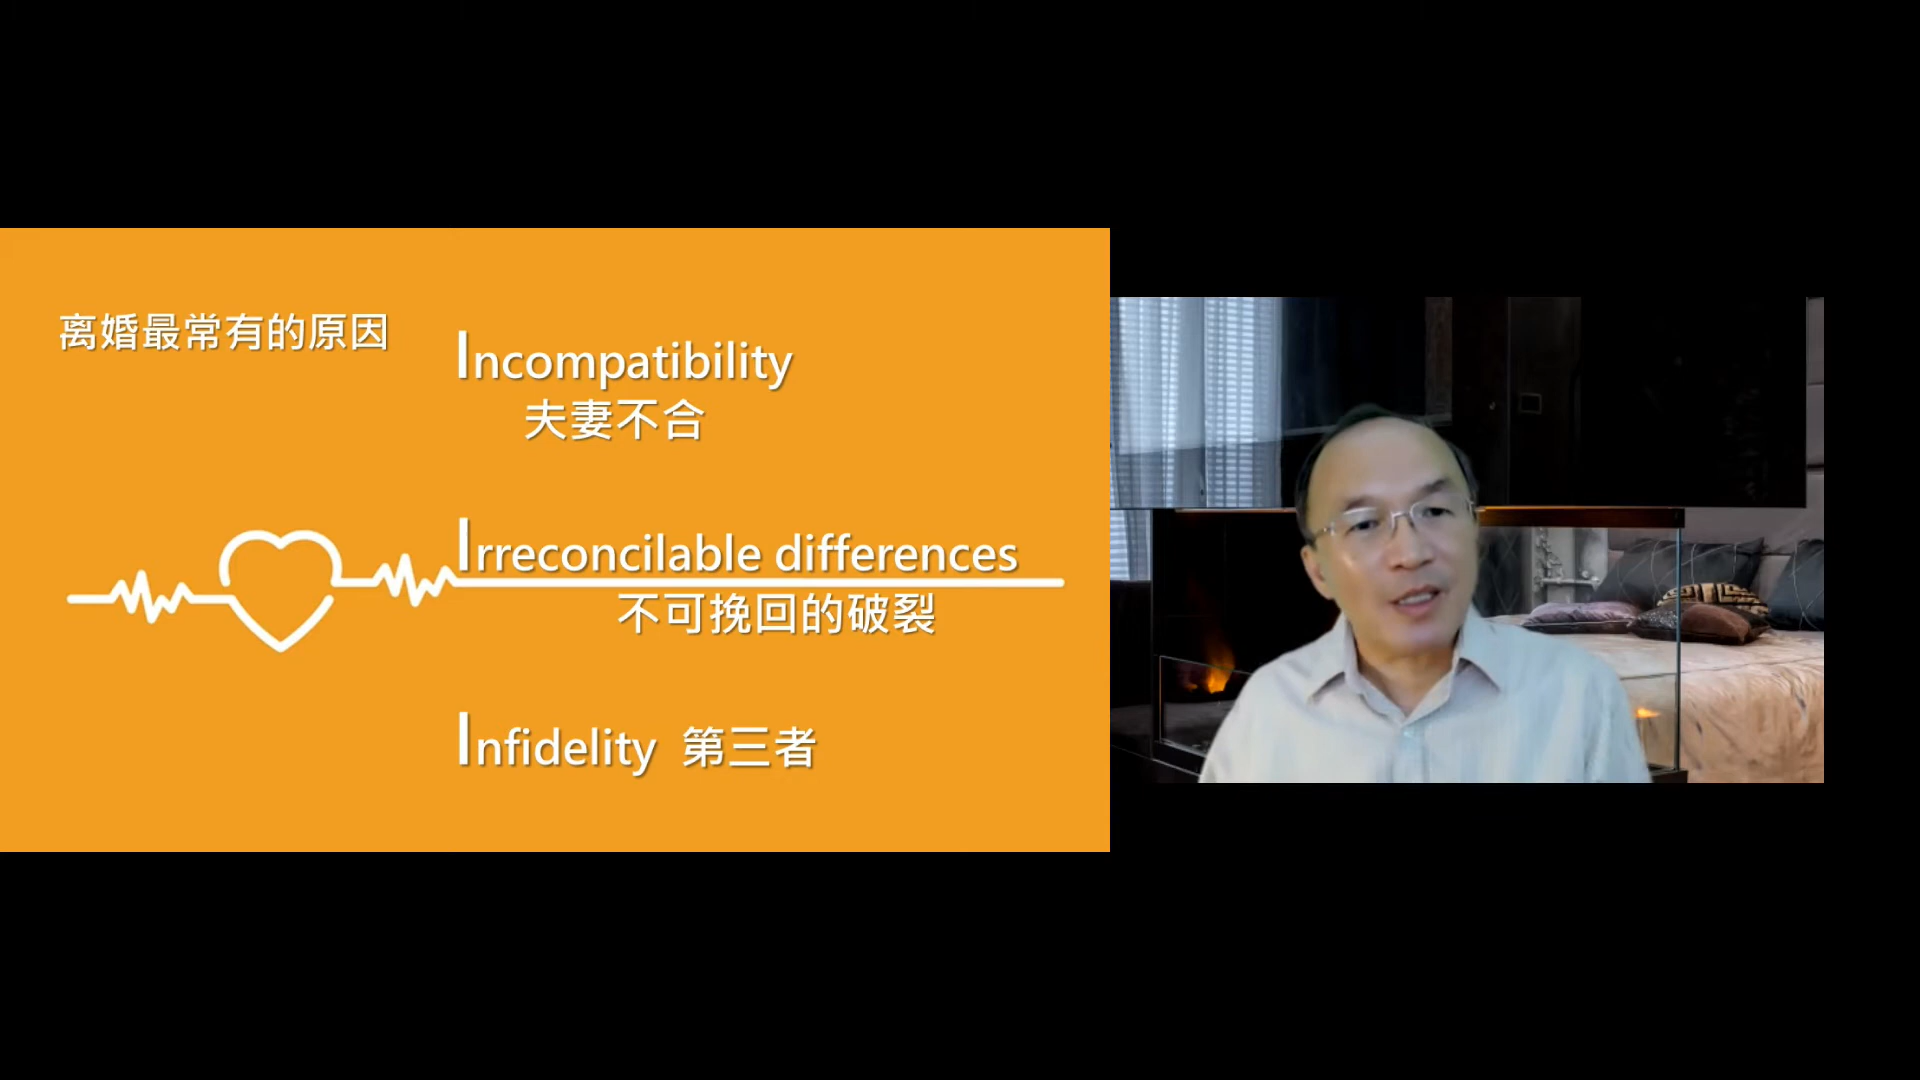 离婚最常有的原因
Incompatibility
夫妻不合
Irreconcilable differences
不可挽回的破裂
Infidelity 第三者